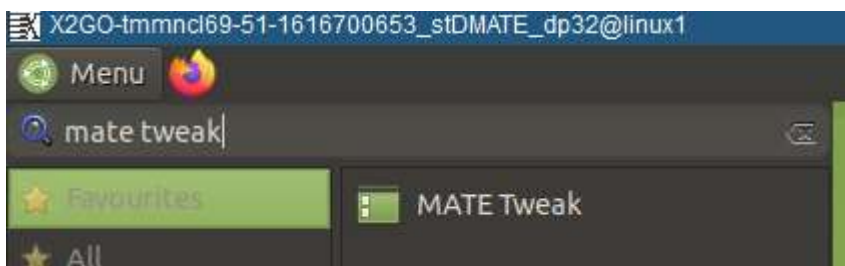 X2GO-tmmncl69-51-1616700653_stDMATE_dp32@linux1
Menu
mate tweak
Favourites
MATE Tweak
All